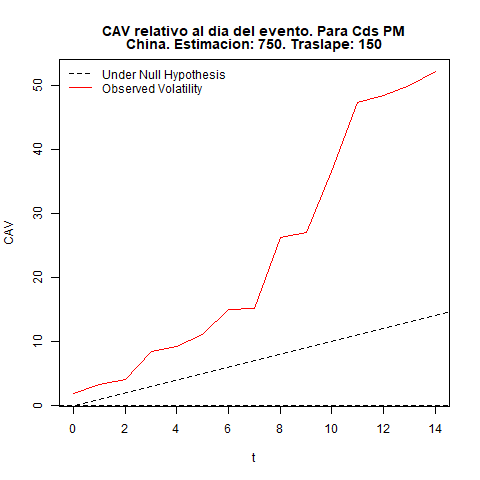 CAV relativo al dia del evento. Para Cds PM
China. Estimacion: 750. Traslape: 150
Under Null Hypothesis
Observed Volatility
50
40
30
20
10
0
CAV
0 2 4 6 8 10 12 14
t